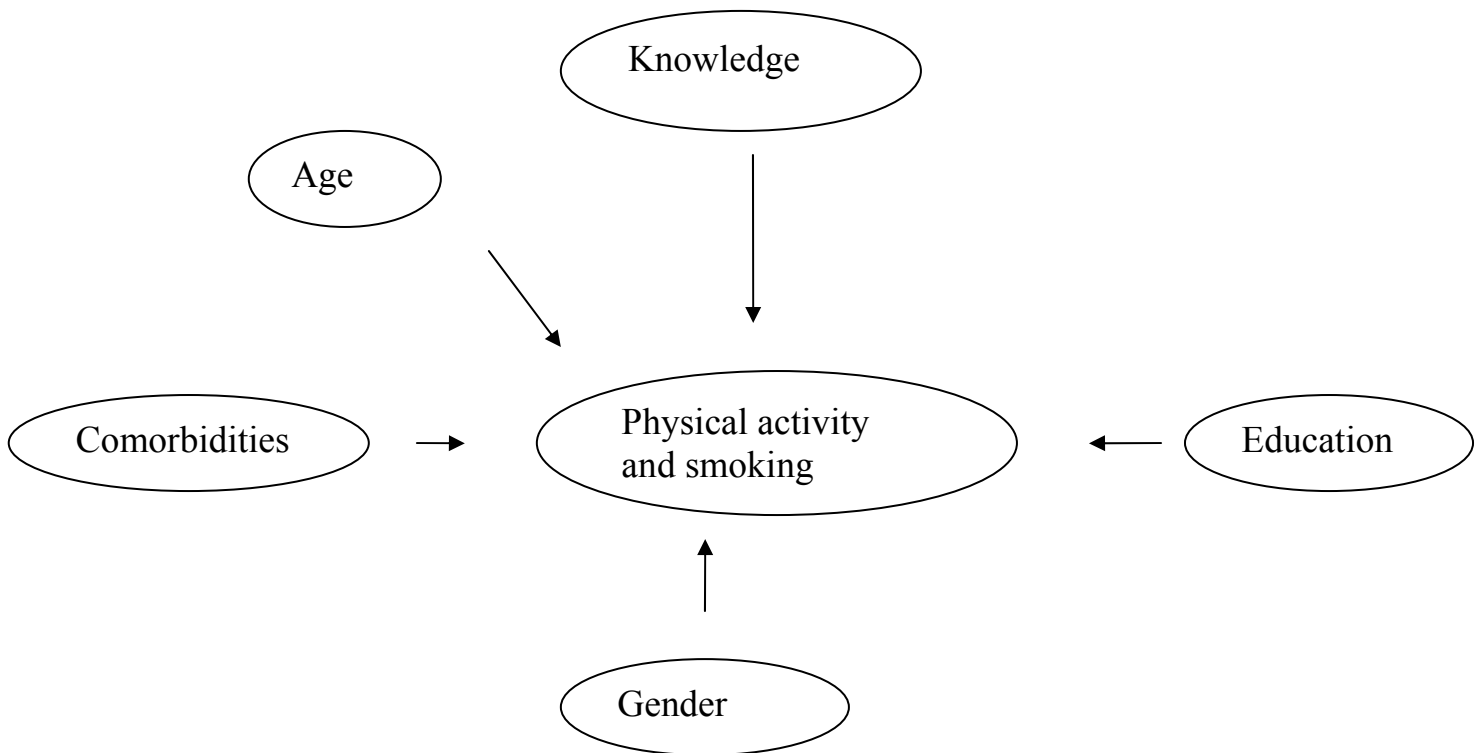 Knowledge
Age
Comorbidities
Physical activity
and smoking
Education
Gender